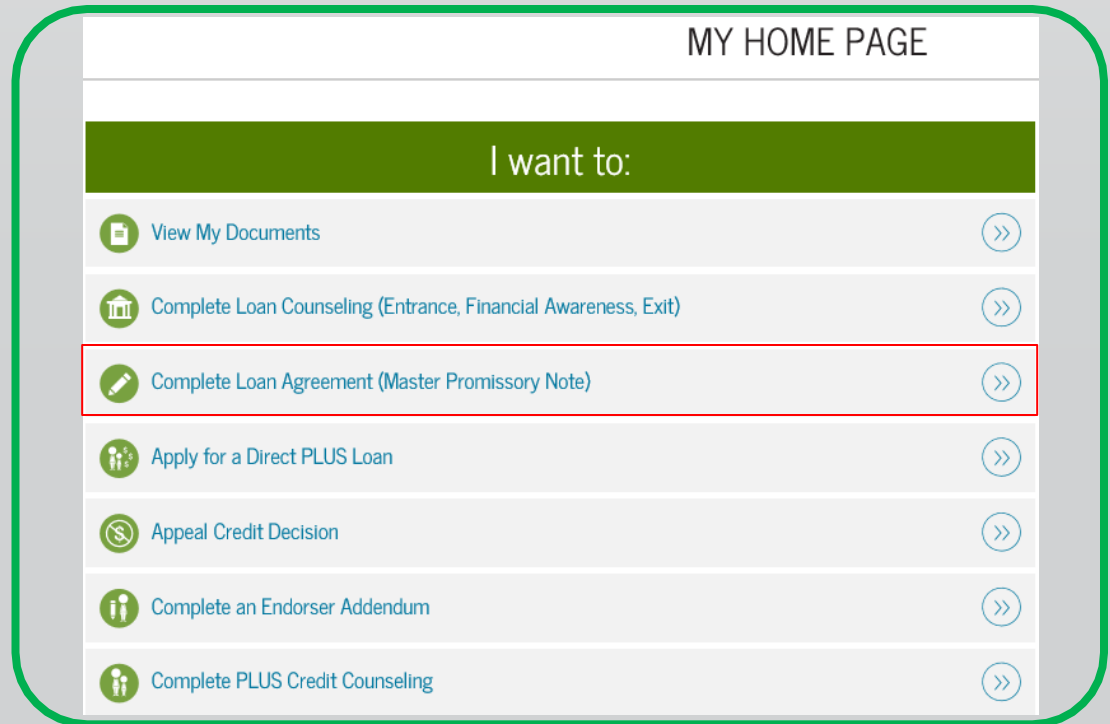 MY HOME PAGE
I want to:
View My Documents
Complete Loan Counseling (Entrance, Financial Awareness, Exit)
Complete Loan Agreement (Master Promissory Note)
Apply for a Direct PLUS Loan
Appeal Credit Decision
Complete an Endorser Addendum
Complete PLUS Credit Counseling